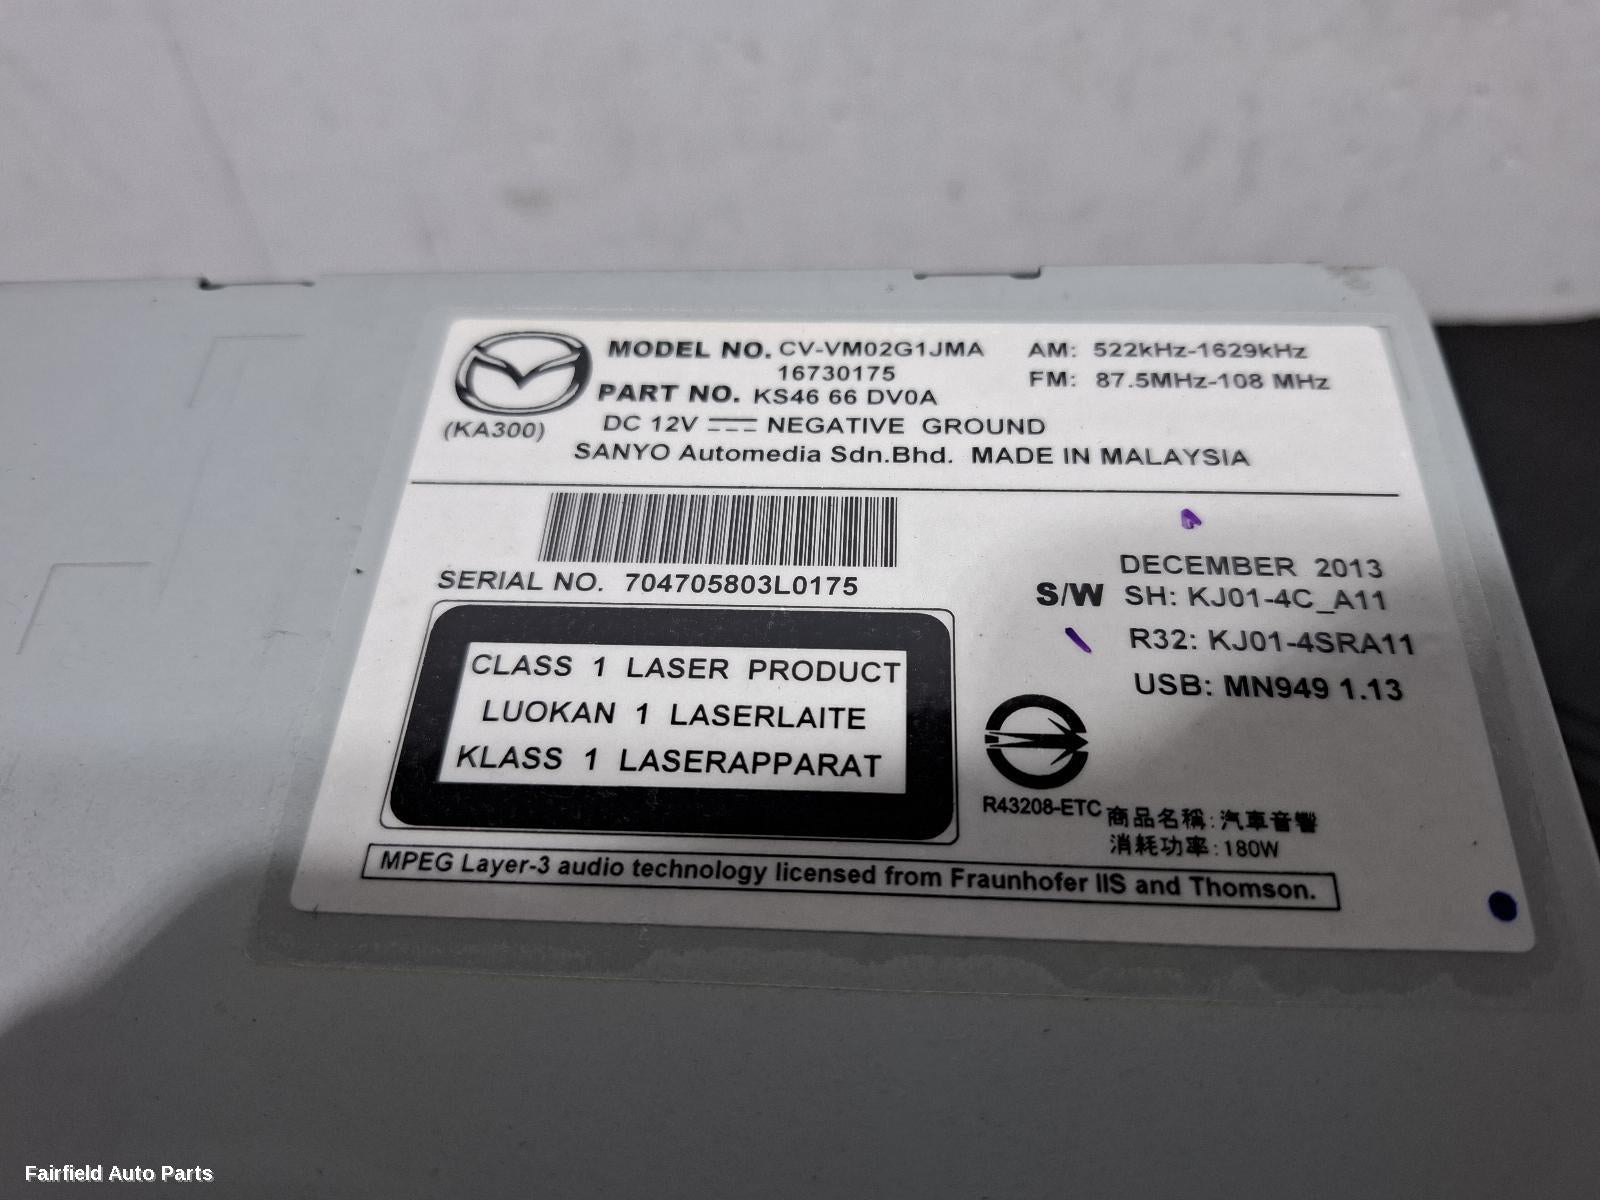 MODEL NO. CV-VM02G1JMA
16730175
PART NO. KS46 66 DV0A
(KA300)
DC 12V NEGATIVE GROUND
SANYO Automedia Sdn.Bhd. MADE IN MALAYSIA
AM: 522kHz-1629kHz
FM: 87.5MHz-108 MHz
SERIAL NO. 704705803L0175
CLASS 1 LASER PRODUCT
LUOKAN 1 LASERLAITE
KLASS 1 LASERAPPARAT
DECEMBER 2013
S/W SH: KJ01-4C_A11
R32: KJ01-4SRA11
USB: MN949 1.13
R43208-ETC
商品名稱:汽車音響
消耗功率:180W
MPEG Layer-3 audio technology licensed from Fraunhofer IIS and Thomson.
Fairfield Auto Parts